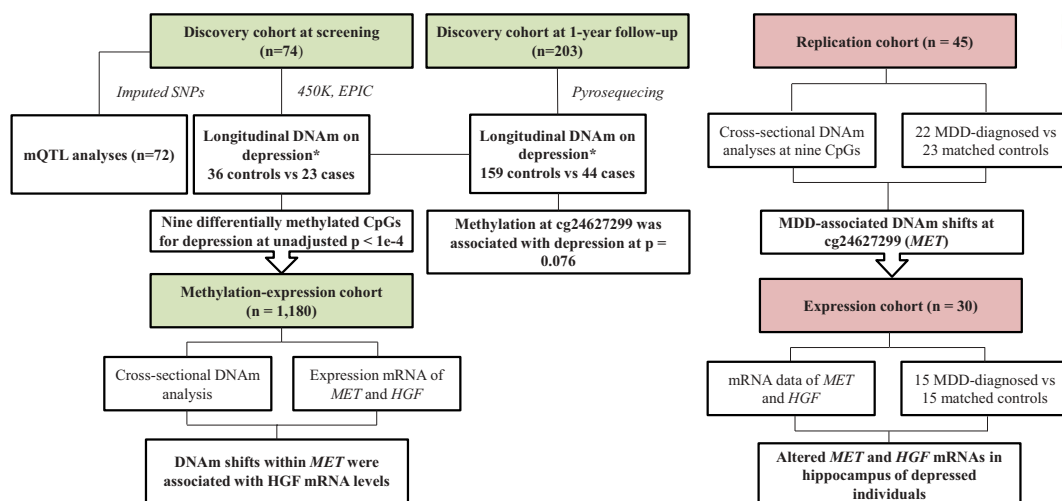 Discovery cohort at screening
(n=74)
Discovery cohort at 1-year follow-up
(n=203)
Replication cohort (n = 45)
Imputed SNPs
450K, EPIC
Pyrosequecing
mQTL analyses (n=72)
Longitudinal DNAm on
depression*
36 controls vs 23 cases
Longitudinal DNAm on
depression*
159 controls vs 44 cases
Cross-sectional DNAm
analyses at nine CpGs
22 MDD-diagnosed vs
23 matched controls
Nine differentially methylated CpGs
for depression at unadjusted p < 1e-4
Methylation at cg24627299 was
associated with depression at p =
0.076
MDD-associated DNAm shifts at
cg24627299 (MET)
Methylation-expression cohort
(n = 1,180)
Expression cohort (n = 30)
Cross-sectional DNAm
analysis
Expression mRNA of
MET and HGF
mRNA data of MET
and HGF
15 MDD-diagnosed vs
15 matched controls
DNAm shifts within MET were
associated with HGF mRNA levels
Altered MET and HGF mRNAs in
hippocampus of depressed
individuals